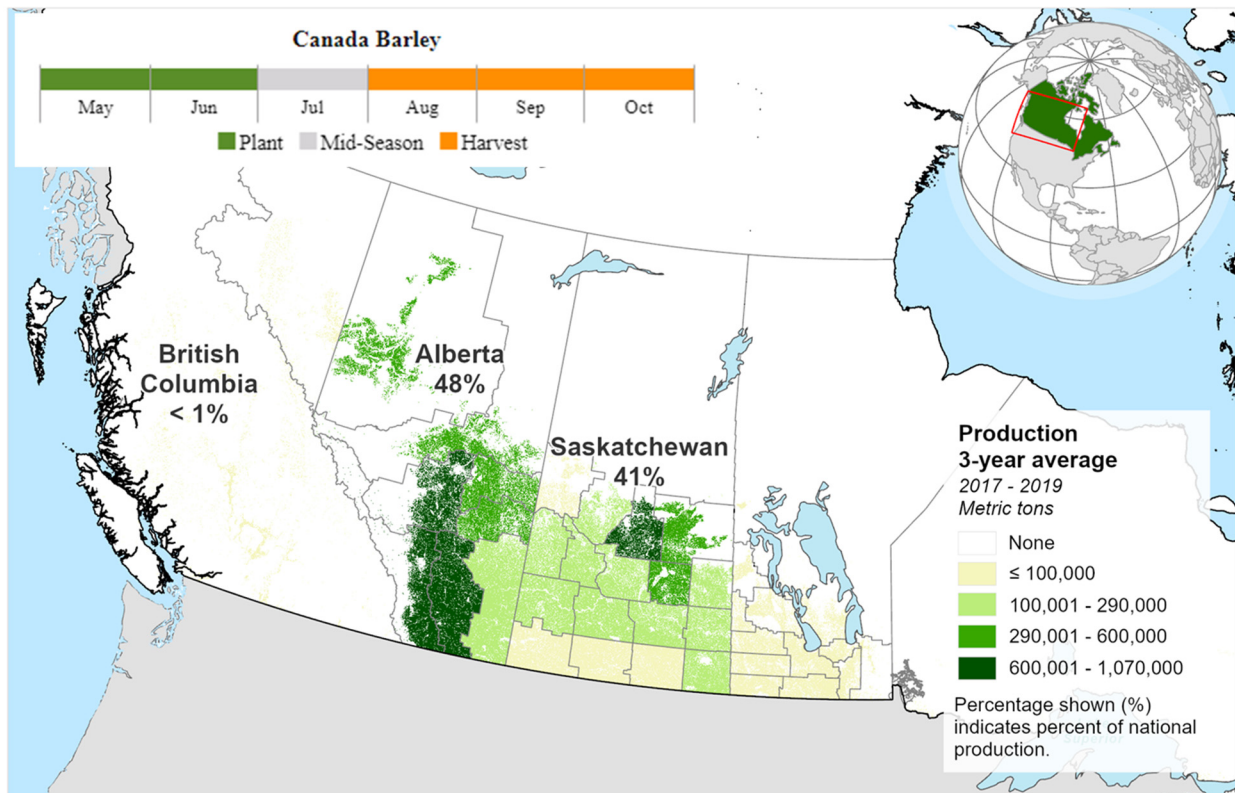 Canada Barley
May Jun Jul Aug Sep Oct
Plant Mid-Season Harvest
British
Columbia
< 1%
Alberta
48%
Saskatchewan
41%
Production
3-year average
2017 - 2019
Metric tons
None
≤ 100,000
100,001 - 290,000
290,001 - 600,000
600,001 - 1,070,000
Percentage shown (%)
indicates percent of national
production.
Superior